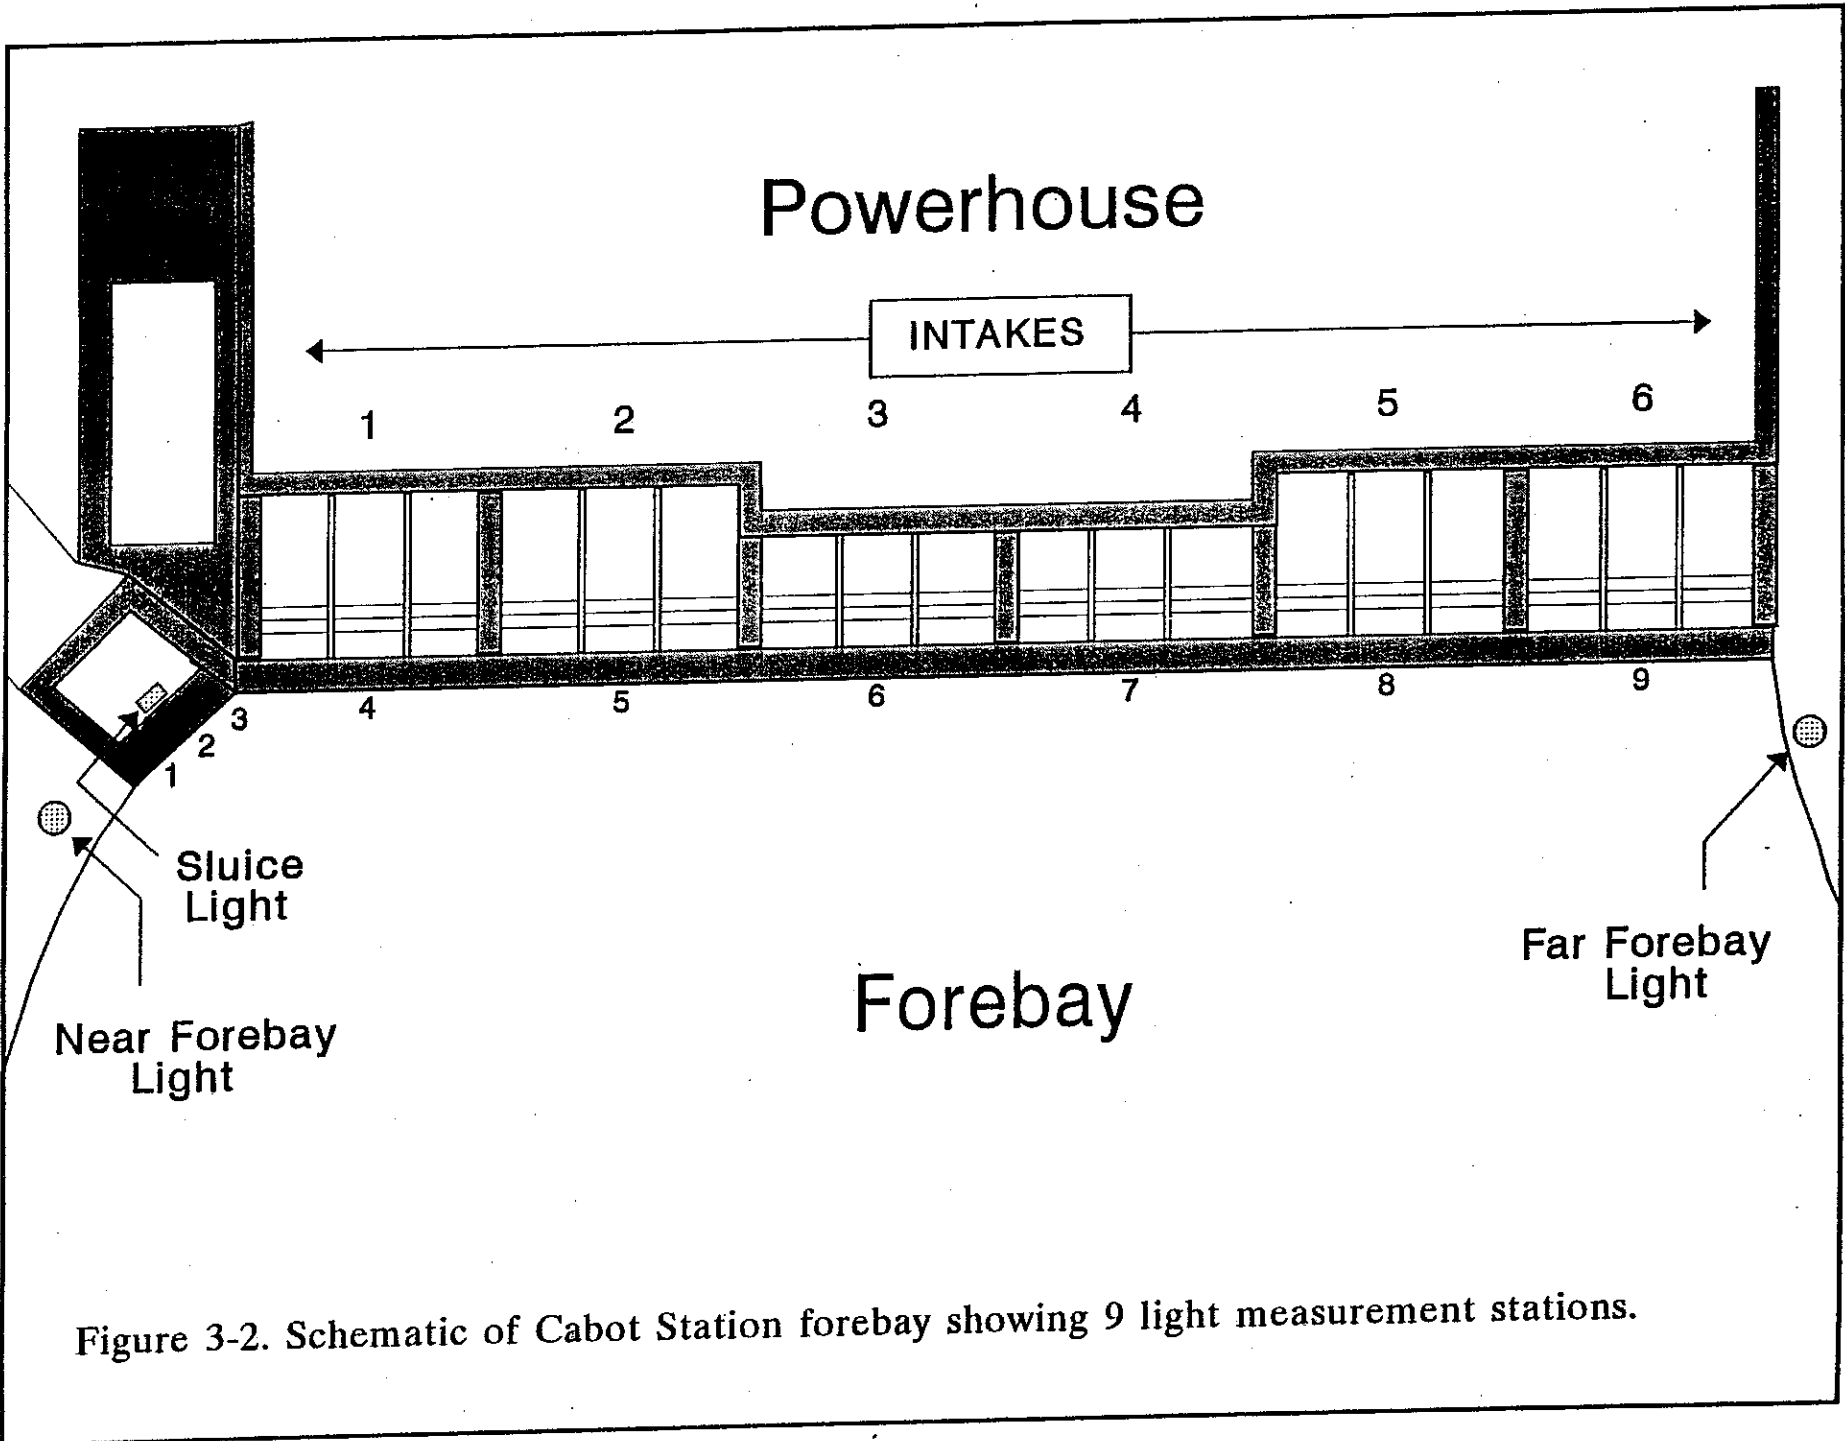 Powerhouse
INTAKES
1 2 3 4 5 6
1 2 3 4 5 6 7 8 9
Sluice
Light
Near Forebay
Light
Far Forebay
Light
Forebay
Figure 3-2. Schematic of Cabot Station forebay showing 9 light measurement stations.